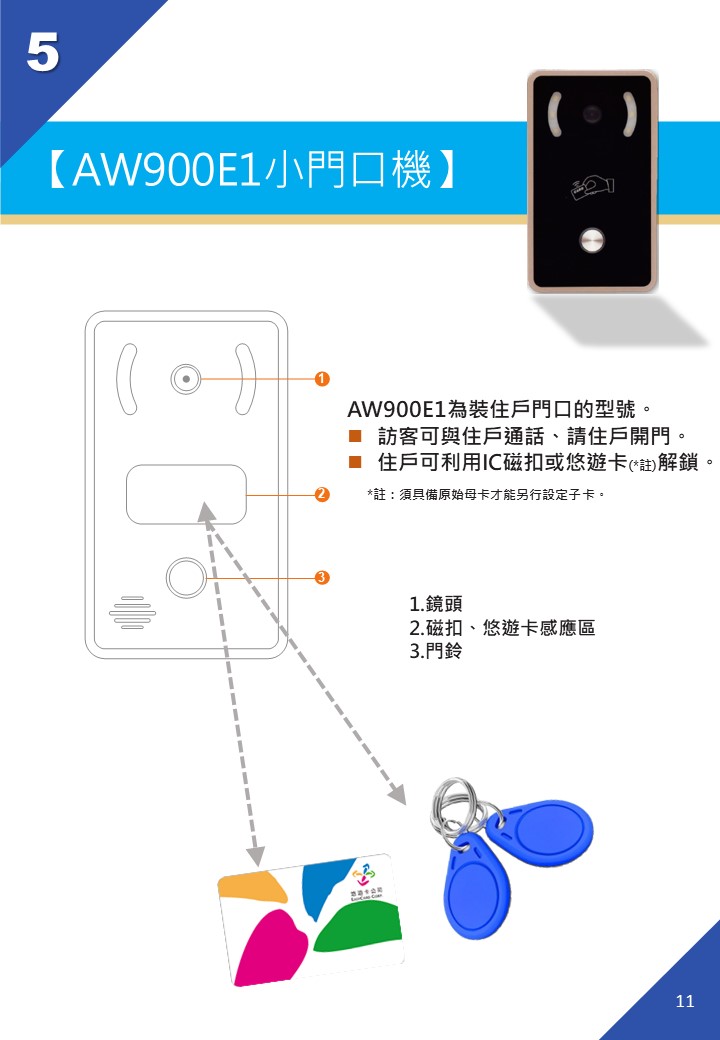 5
【AW900E1小門口機】
1
AW900E1為裝住戶門口的型號。
■ 訪客可與住戶通話、請住戶開門。
■ 住戶可利用IC磁扣或悠遊卡(*註)解鎖。
2
*註：須具備原始母卡才能另行設定子卡。
3
1.鏡頭
2.磁扣、悠遊卡感應區
3.門鈴
悠遊卡公司
EasyCard Corp
11